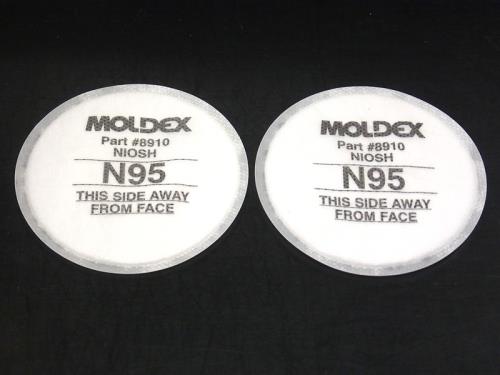 MOLDEX
Part #8910
NIOSH
N95
THIS SIDE AWAY
FROM FACE
MOLDEX
Part #8910
NIOSH
N95
THIS SIDE AWAY
FROM FACE